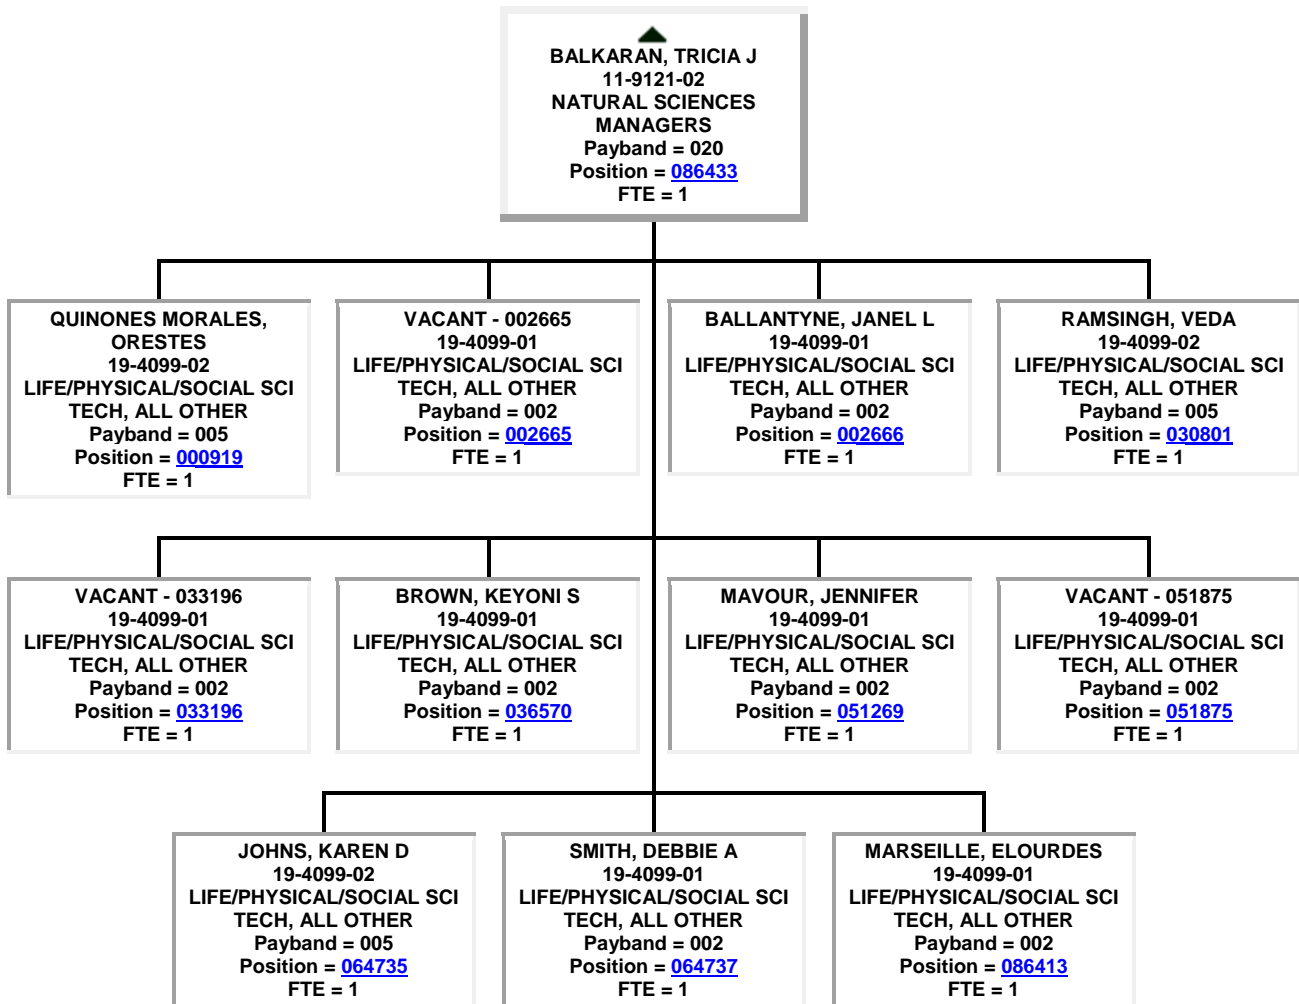 BALKARAN, TRICIA J
11-9121-02
NATURAL SCIENCES
MANAGERS
Payband = 020
Position = 086433
FTE = 1
QUINONES MORALES,
ORESTES
19-4099-02
LIFE/PHYSICAL/SOCIAL SCI
TECH, ALL OTHER
Payband = 005
Position = 000919
FTE = 1
VACANT - 002665
19-4099-01
LIFE/PHYSICAL/SOCIAL SCI
TECH, ALL OTHER
Payband = 002
Position = 002665
FTE = 1
BALLANTYNE, JANEL L
19-4099-01
LIFE/PHYSICAL/SOCIAL SCI
TECH, ALL OTHER
Payband = 002
Position = 002666
FTE = 1
RAMSINGH, VEDA
19-4099-02
LIFE/PHYSICAL/SOCIAL SCI
TECH, ALL OTHER
Payband = 005
Position = 030801
FTE = 1
VACANT - 033196
19-4099-01
LIFE/PHYSICAL/SOCIAL SCI
TECH, ALL OTHER
Payband = 002
Position = 033196
FTE = 1
BROWN, KEYONI S
19-4099-01
LIFE/PHYSICAL/SOCIAL SCI
TECH, ALL OTHER
Payband = 002
Position = 036570
FTE = 1
MAVOUR, JENNIFER
19-4099-01
LIFE/PHYSICAL/SOCIAL SCI
TECH, ALL OTHER
Payband = 002
Position = 051269
FTE = 1
VACANT - 051875
19-4099-01
LIFE/PHYSICAL/SOCIAL SCI
TECH, ALL OTHER
Payband = 002
Position = 051875
FTE = 1
JOHNS, KAREN D
19-4099-02
LIFE/PHYSICAL/SOCIAL SCI
TECH, ALL OTHER
Payband = 005
Position = 064735
FTE = 1
SMITH, DEBBIE A
19-4099-01
LIFE/PHYSICAL/SOCIAL SCI
TECH, ALL OTHER
Payband = 002
Position = 064737
FTE = 1
MARSEILLE, ELOURDES
19-4099-01
LIFE/PHYSICAL/SOCIAL SCI
TECH, ALL OTHER
Payband = 002
Position = 086413
FTE = 1